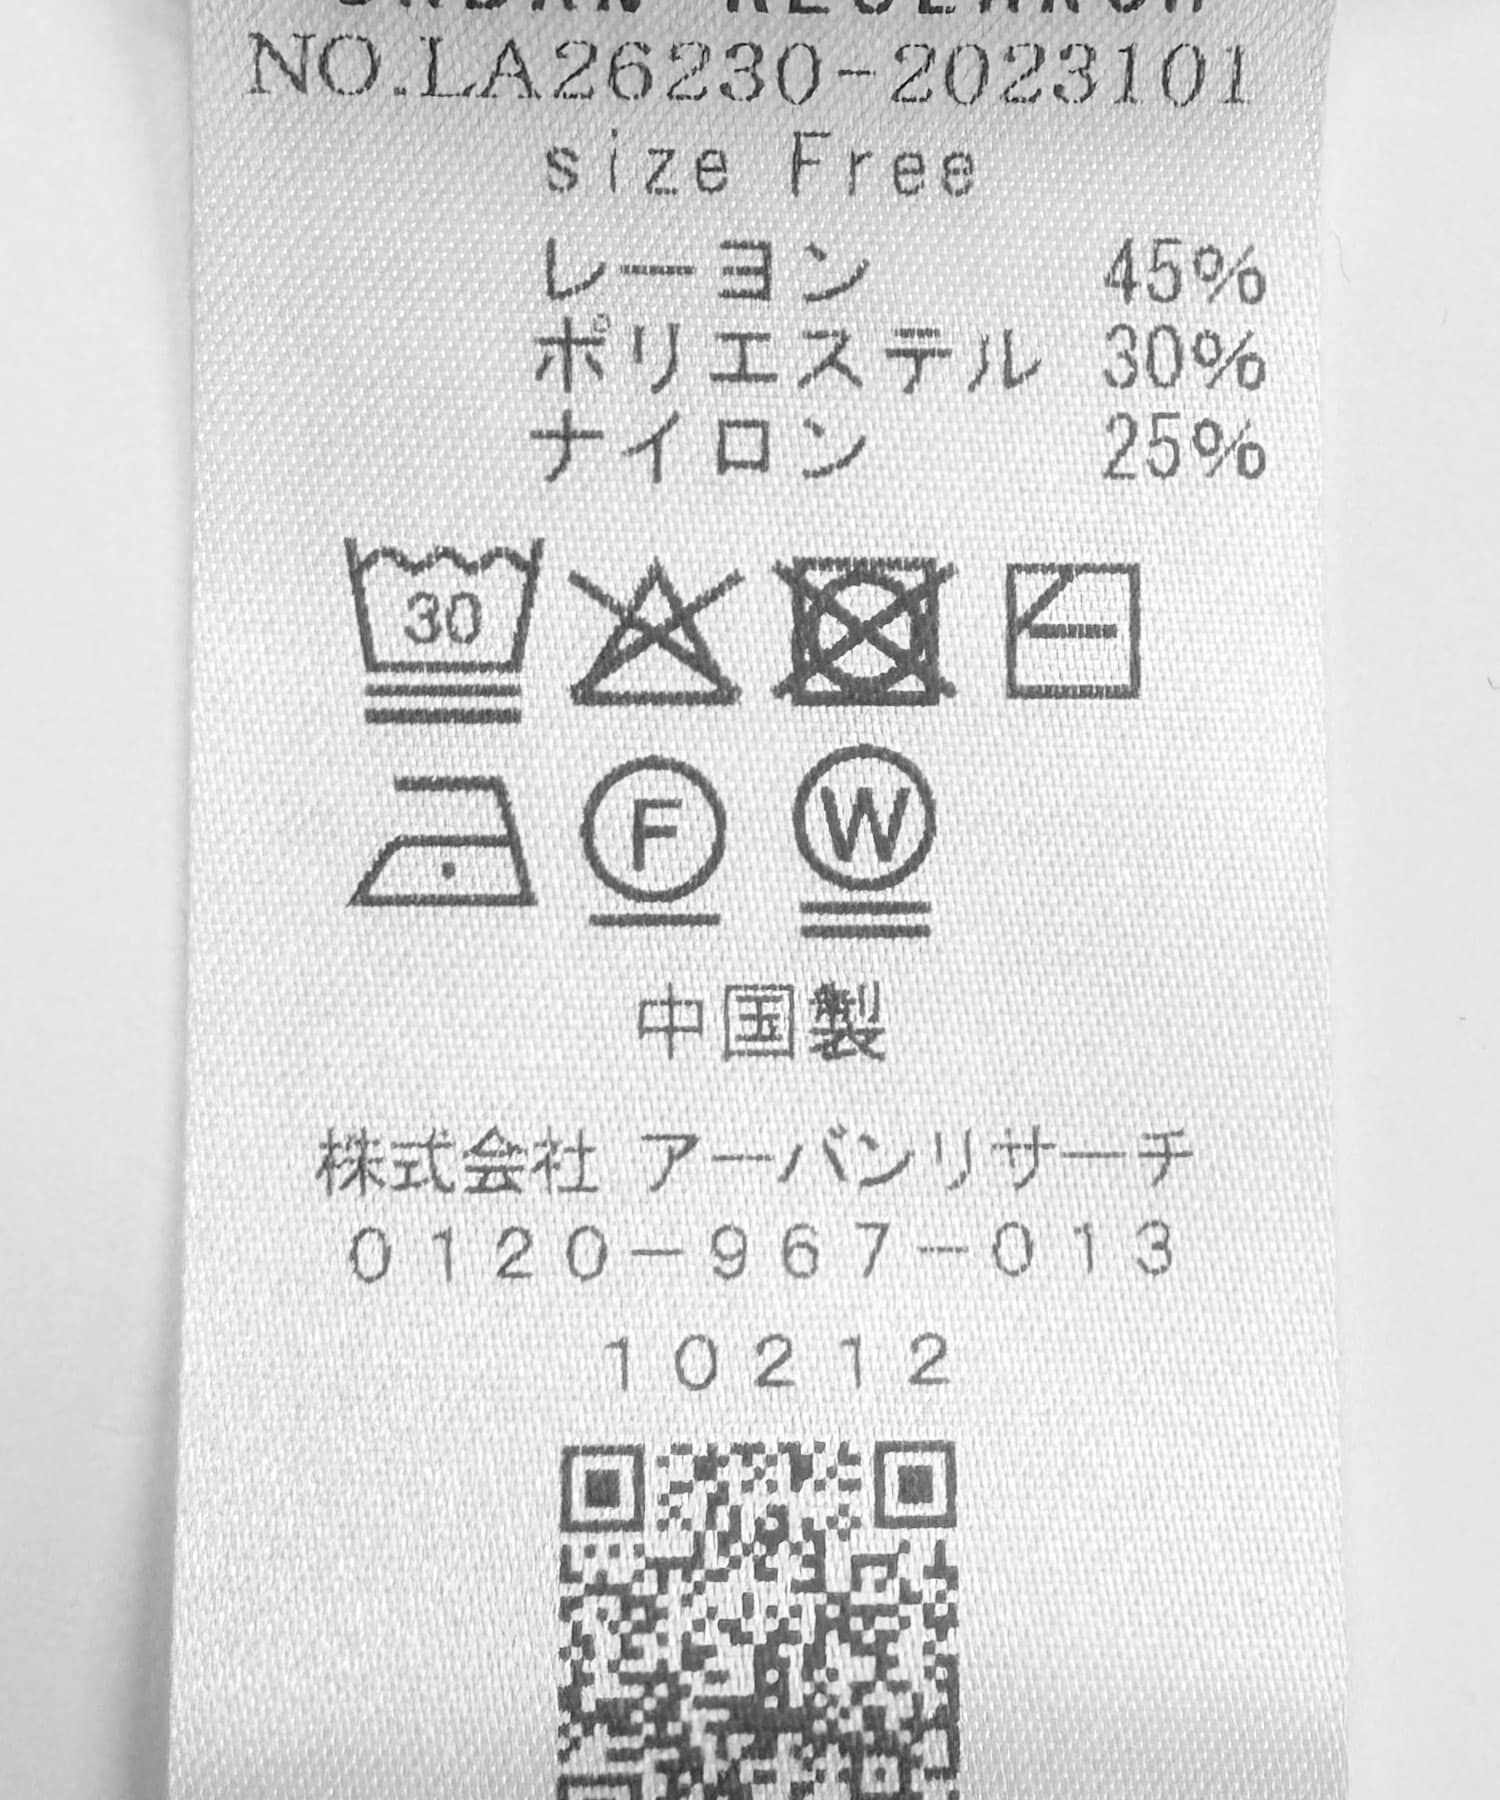 URBAN RESEARCH
NO.LA26230-2023101
size Free
レーヨン 45%
ポリエステル 30%
ナイロン 25%
30
F W
中国製
株式会社 アーバンリサーチ
0120-967-013
10212